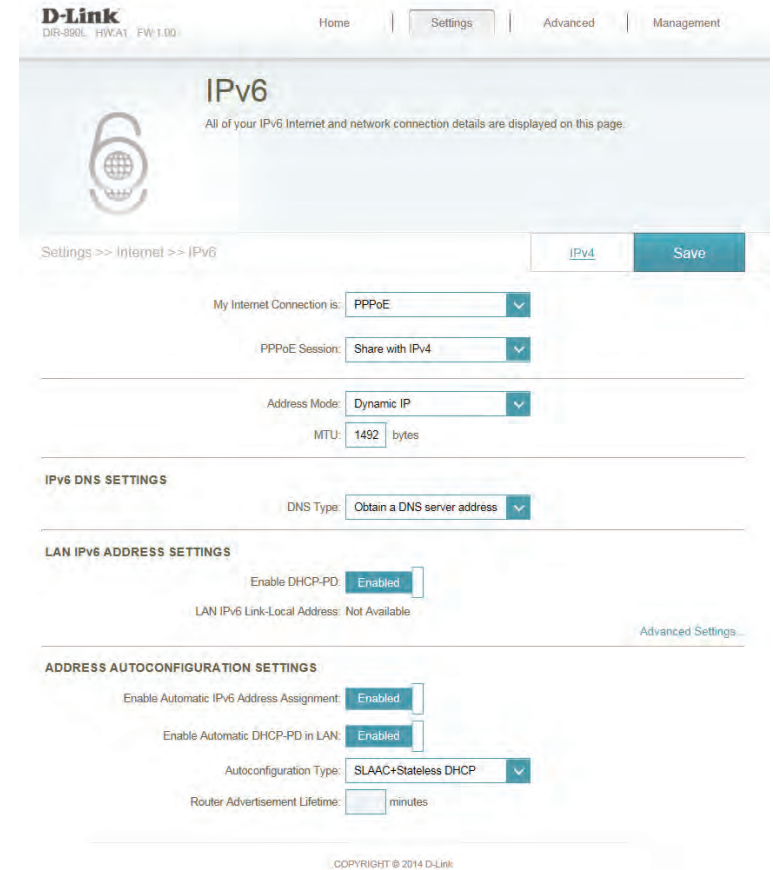 D-Link
DIR-890L HW:A1 FW:1.00
Home | Settings | Advanced | Management
IPv6
All of your IPv6 Internet and network connection details are displayed on this page.
Settings >> Internet >> IPv6
IPv4
Save
My Internet Connection is: PPPoE
PPPoE Session: Share with IPv4
Address Mode: Dynamic IP
MTU: 1492 bytes
IPv6 DNS SETTINGS
DNS Type: Obtain a DNS server address
LAN IPv6 ADDRESS SETTINGS
Enable DHCP-PD: Enabled
LAN IPv6 Link-Local Address: Not Available
Advanced Settings...
ADDRESS AUTOCONFIGURATION SETTINGS
Enable Automatic IPv6 Address Assignment: Enabled
Enable Automatic DHCP-PD in LAN: Enabled
Autoconfiguration Type: SLAAC+Stateless DHCP
Router Advertisement Lifetime: minutes
COPYRIGHT © 2014 D-Link